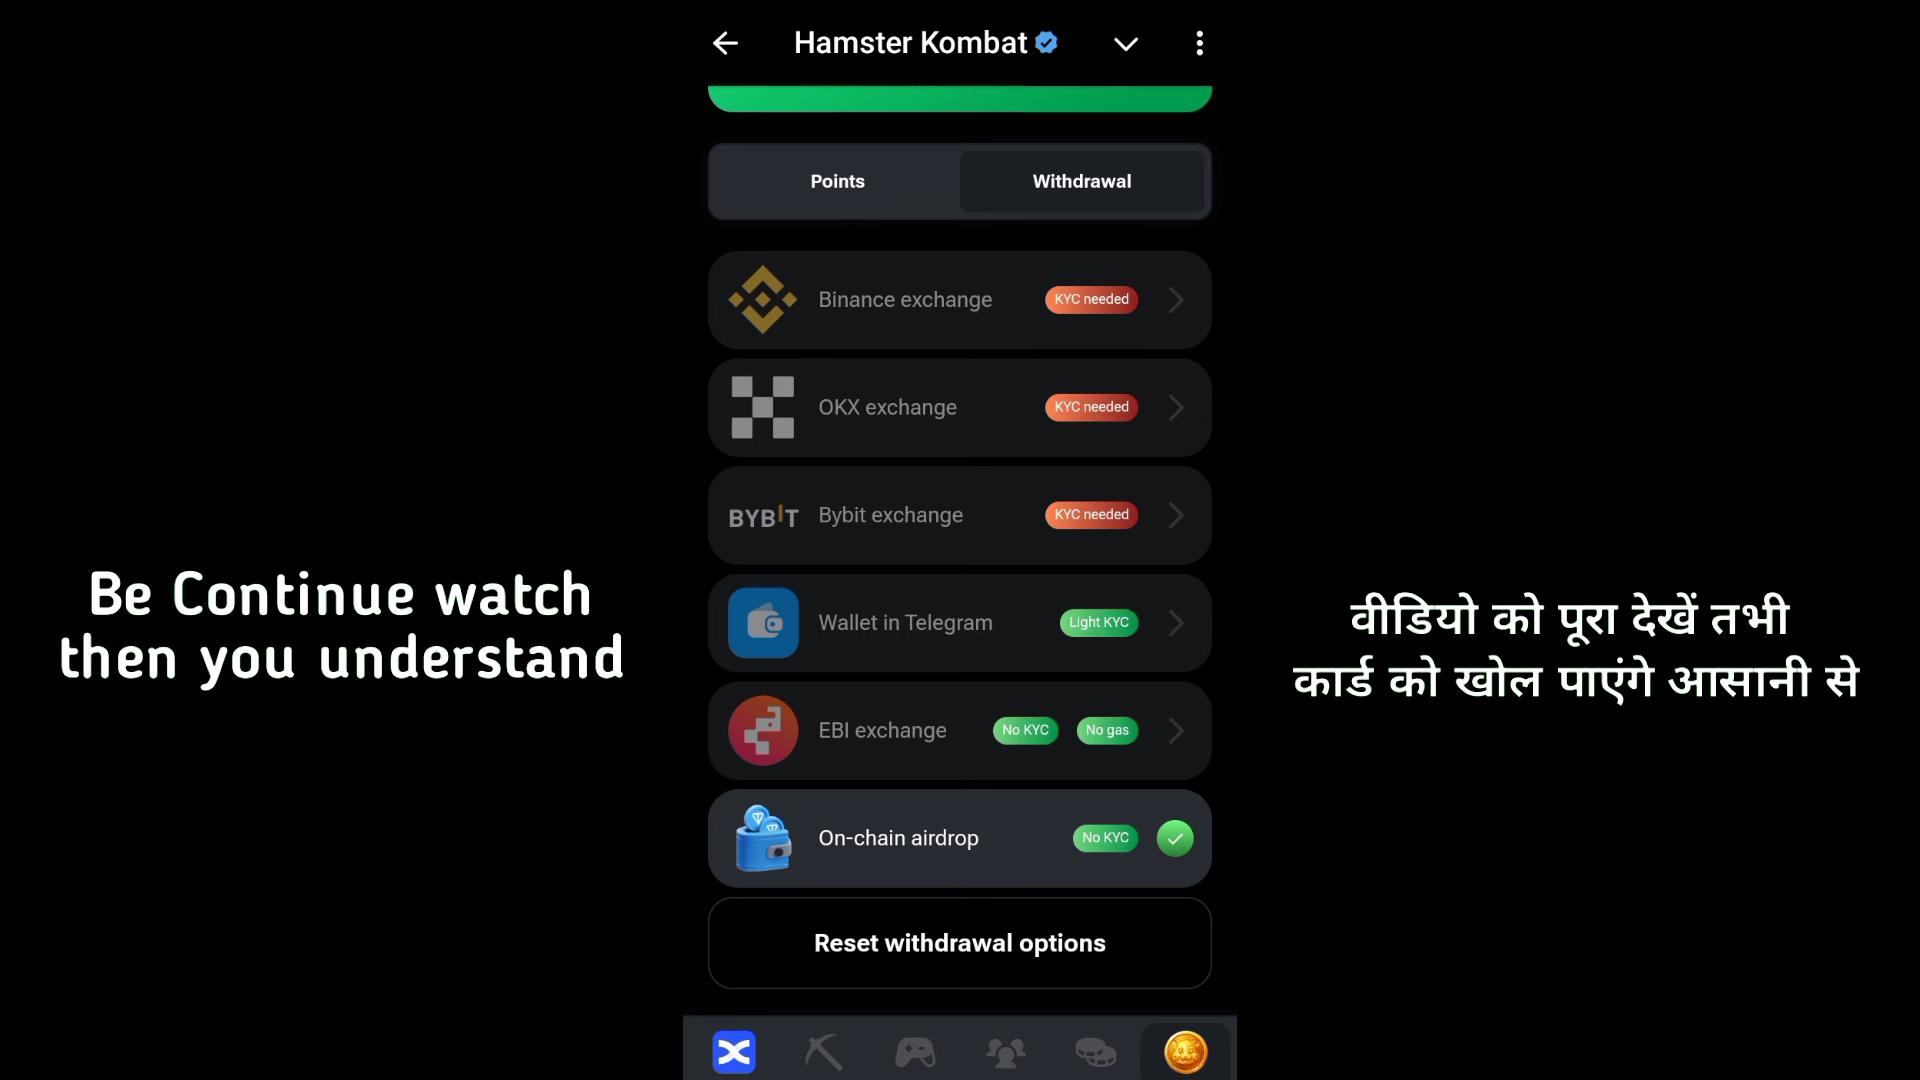 Hamster Kombat
Points
Withdrawal
Binance exchange
KYC needed
OKX exchange
KYC needed
BYBIT
Bybit exchange
KYC needed
Wallet in Telegram
Light KYC
EBI exchange
No KYC
No gas
On-chain airdrop
No KYC
Reset withdrawal options
Be Continue watch
then you understand
वीडियो को पूरा देखें तभी
कार्ड को खोल पाएंगे आसानी से